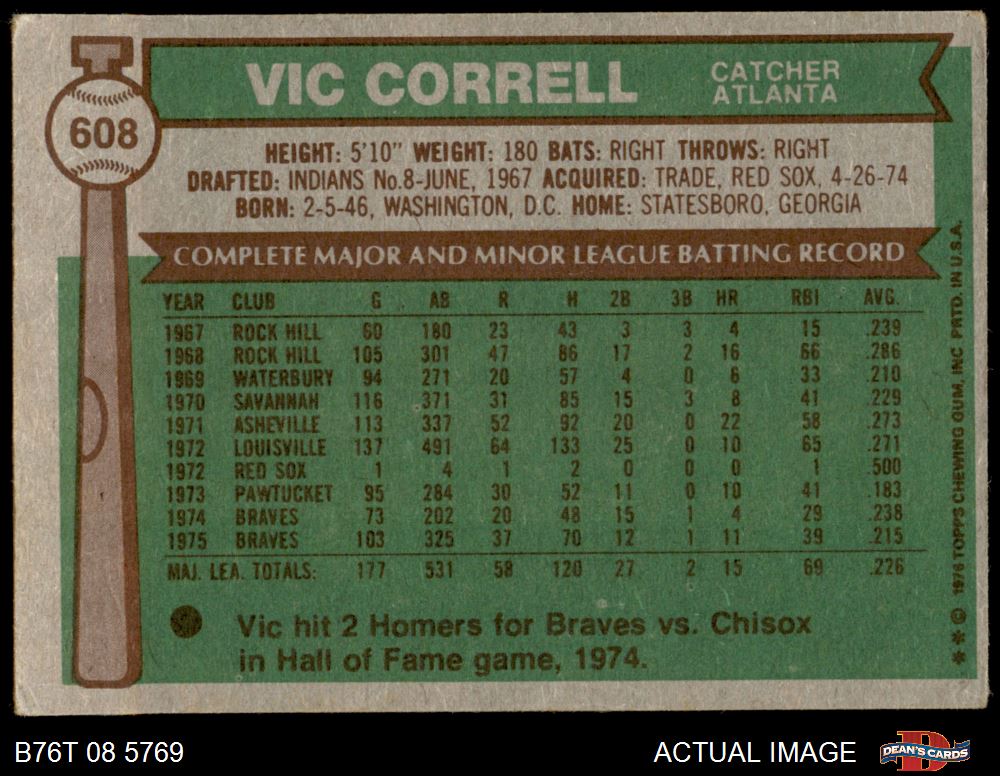 608
VIC CORRELL
CATCHER
ATLANTA
HEIGHT: 5'10" WEIGHT: 180 BATS: RIGHT THROWS: RIGHT
DRAFTED: INDIANS No.8-JUNE, 1967 ACQUIRED: TRADE, RED SOX, 4-26-74
BORN: 2-5-46, WASHINGTON, D.C. HOME: STATESBORO, GEORGIA
COMPLETE MAJOR AND MINOR LEAGUE BATTING RECORD
YEAR CLUB G AB R H 2B 3B HR RBI AVG.
1967 ROCK HILL 60 180 23 43 3 3 4 15 .239
1968 ROCK HILL 105 301 47 86 17 2 16 66 .286
1969 WATERBURY 94 271 20 57 4 0 6 33 .210
1970 SAVANNAH 116 371 31 85 15 3 8 41 .229
1971 ASHEVILLE 113 337 52 92 20 0 22 58 .273
1972 LOUISVILLE 137 491 64 133 25 0 10 65 .271
1972 RED SOX 1 4 1 2 0 0 0 1 .500
1973 PAWTUCKET 95 284 30 52 11 0 10 41 .183
1974 BRAVES 73 202 20 48 15 1 4 29 .238
1975 BRAVES 103 325 37 70 12 1 11 39 .215
MAJ. LEA. TOTALS: 177 531 58 120 27 2 15 69 .226
Vic hit 2 Homers for Braves vs. Chisox
in Hall of Fame game, 1974.
** © 1976 TOPPS CHEWING GUM, INC PRTD. IN U.S.A.
B76T 08 5769
ACTUAL IMAGE
D
DEAN'S CARDS